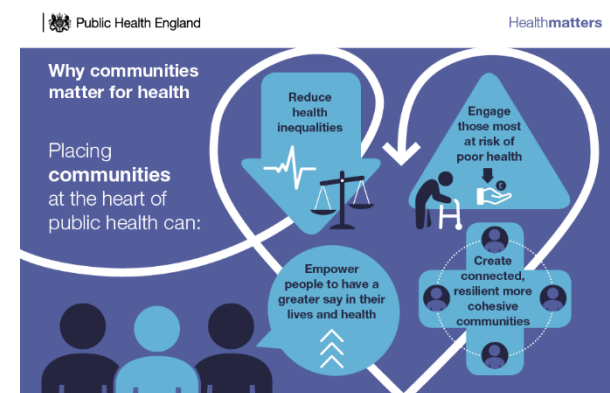 Public Health England
Healthmatters
Why communities
matter for health
Placing
communities
at the heart of
public health can:
Reduce
health
inequalities
Engage
those most
at risk of
poor health
£
Empower
people to have a
greater say in their
lives and health
Create
connected,
resilient more
cohesive
communities